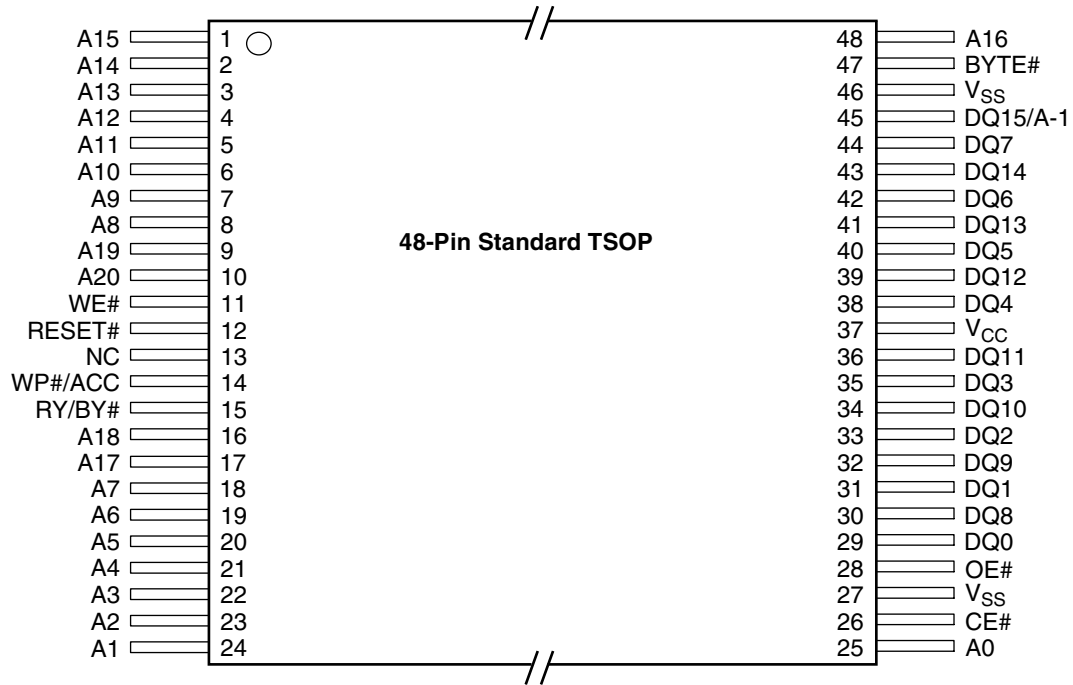 A15 1 48 A16
A14 2 47 BYTE#
A13 3 46 VSS
A12 4 45 DQ15/A-1
A11 5 44 DQ7
A10 6 43 DQ14
A9 7 42 DQ6
A8 8 41 DQ13
48-Pin Standard TSOP
A19 9 40 DQ5
A20 10 39 DQ12
WE# 11 38 DQ4
RESET# 12 37 VCC
NC 13 36 DQ11
WP#/ACC 14 35 DQ3
RY/BY# 15 34 DQ10
A18 16 33 DQ2
A17 17 32 DQ9
A7 18 31 DQ1
A6 19 30 DQ8
A5 20 29 DQ0
A4 21 28 OE#
A3 22 27 VSS
A2 23 26 CE#
A1 24 25 A0